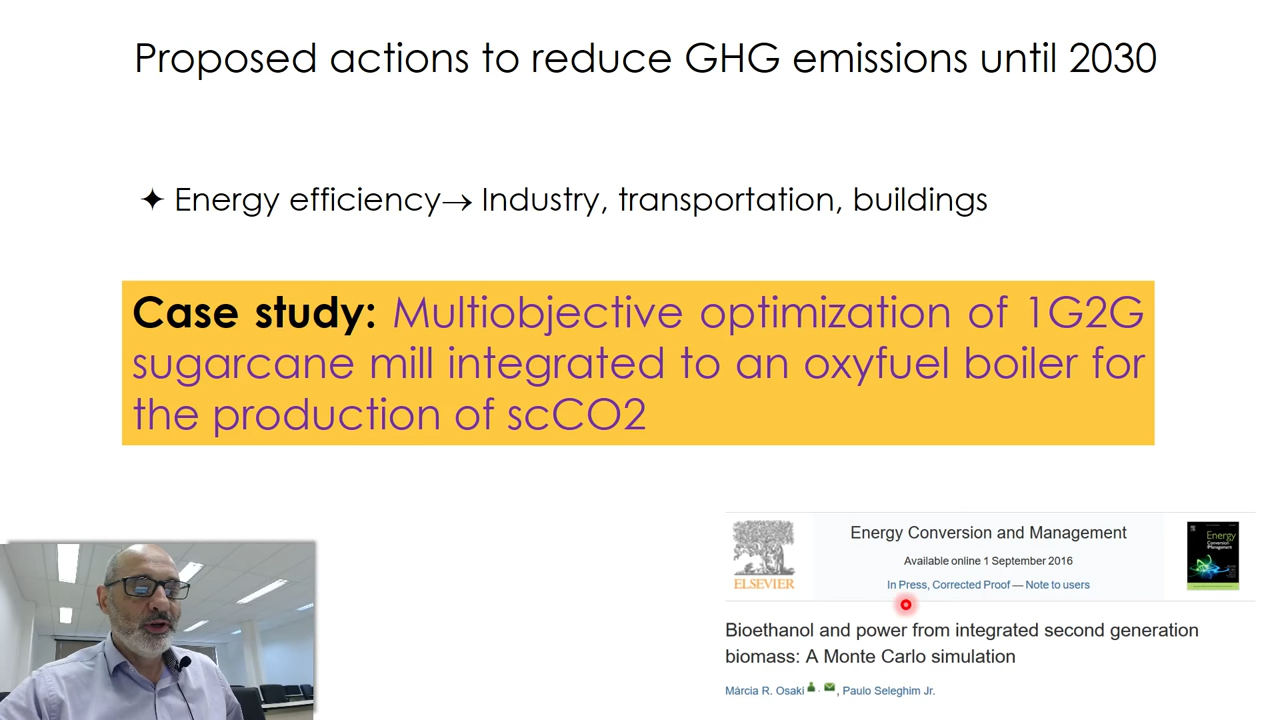 Proposed actions to reduce GHG emissions until 2030
✦ Energy efficiency→ Industry, transportation, buildings
Case study: Multiobjective optimization of 1G2G
sugarcane mill integrated to an oxyfuel boiler for
the production of scCO2
ELSEVIER
Energy Conversion and Management
Available online 1 September 2016
In Press, Corrected Proof — Note to users
Energy
Conversion
Management
Bioethanol and power from integrated second generation
biomass: A Monte Carlo simulation
Márcia R. Osaki, Paulo Seleghim Jr.